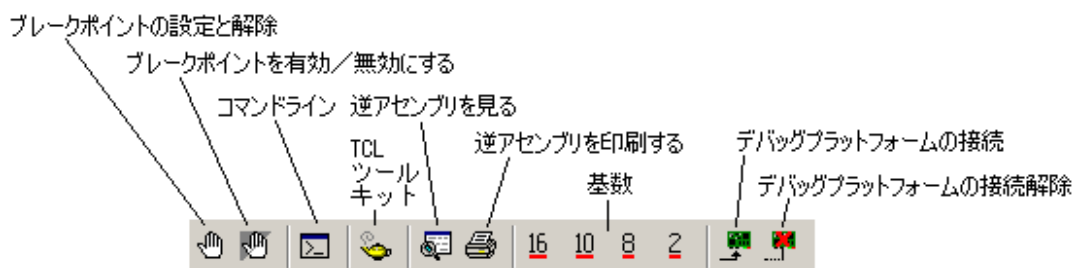 ブレークポイントの設定と解除
ブレークポイントを有効／無効にする
コマンドライン
逆アセンブリを見る
TCL
ツール
キット
逆アセンブリを印刷する
基数
デバッグプラットフォームの接続
デバッグプラットフォームの接続解除
16 10 8 2